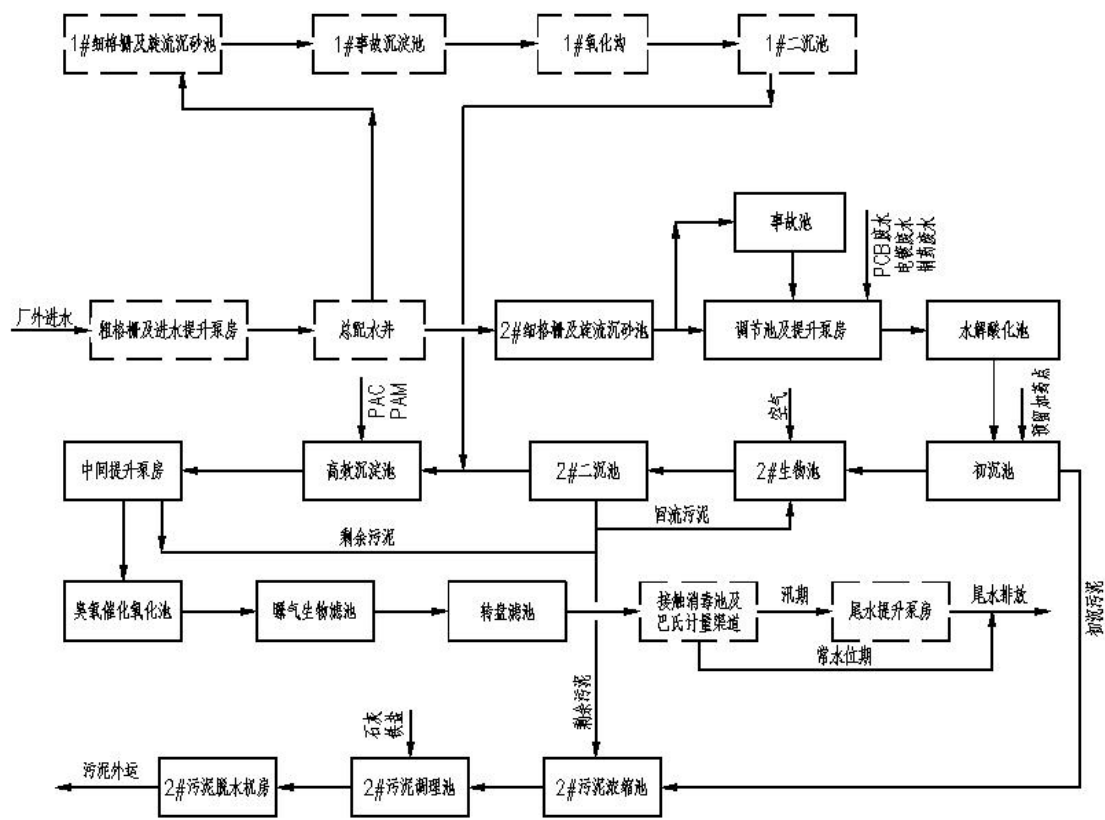 1#细格栅及旋流沉砂池
1#事故沉淀池
1#氧化沟
1#二沉池
事故池
PCB废水
电镀废水
制药废水
厂外进水
粗格栅及进水提升泵房
总配水井
2#细格栅及旋流沉砂池
调节池及提升泵房
水解酸化池
PAC
PAM
空气
预留加药点
中间提升泵房
高效沉淀池
2#二沉池
2#生物池
初沉池
回流污泥
剩余污泥
臭氧催化氧化池
曝气生物滤池
转盘滤池
接触消毒池及
巴氏计量渠道
汛期
尾水提升泵房
尾水排放
初沉污泥
常水位期
剩余污泥
石灰
铁盐
污泥外运
2#污泥脱水机房
2#污泥调理池
2#污泥浓缩池